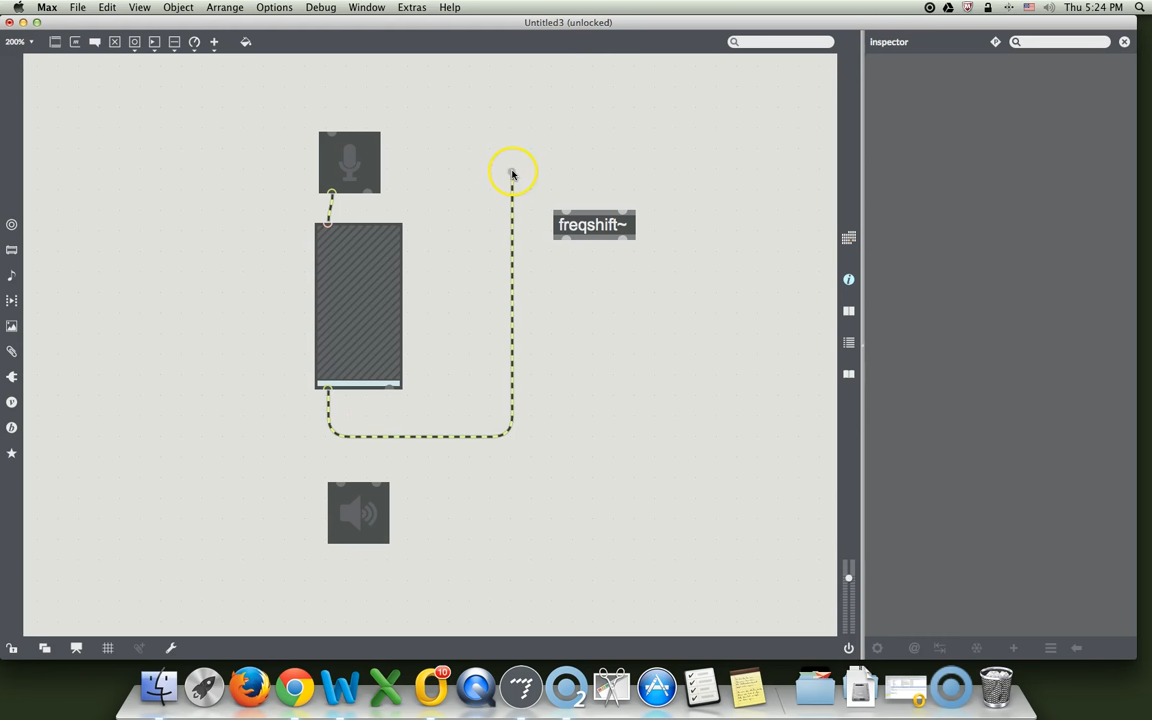 Max File Edit View Object Arrange Options Debug Window Extras Help Thu 5:24 PM
Untitled3 (unlocked)
200% inspector
freqshift~
10
2